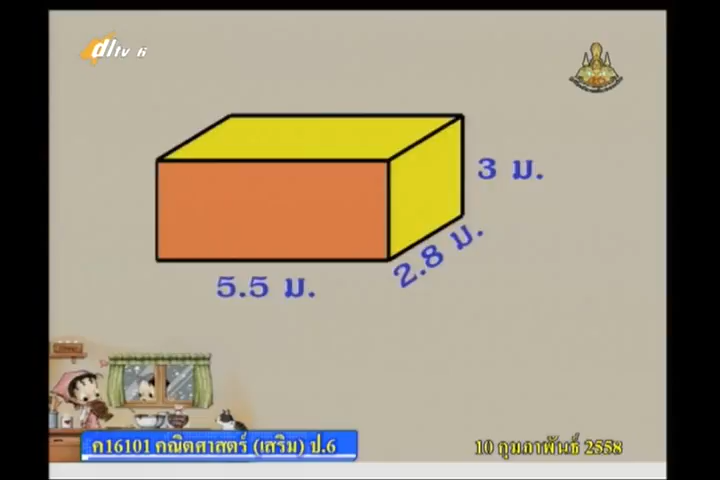 dltv 6
3 ม.
2.8 ม.
5.5 ม.
ค16101 คณิตศาสตร์ (เสริม) ป.6
10 กุมภาพันธ์ 2558